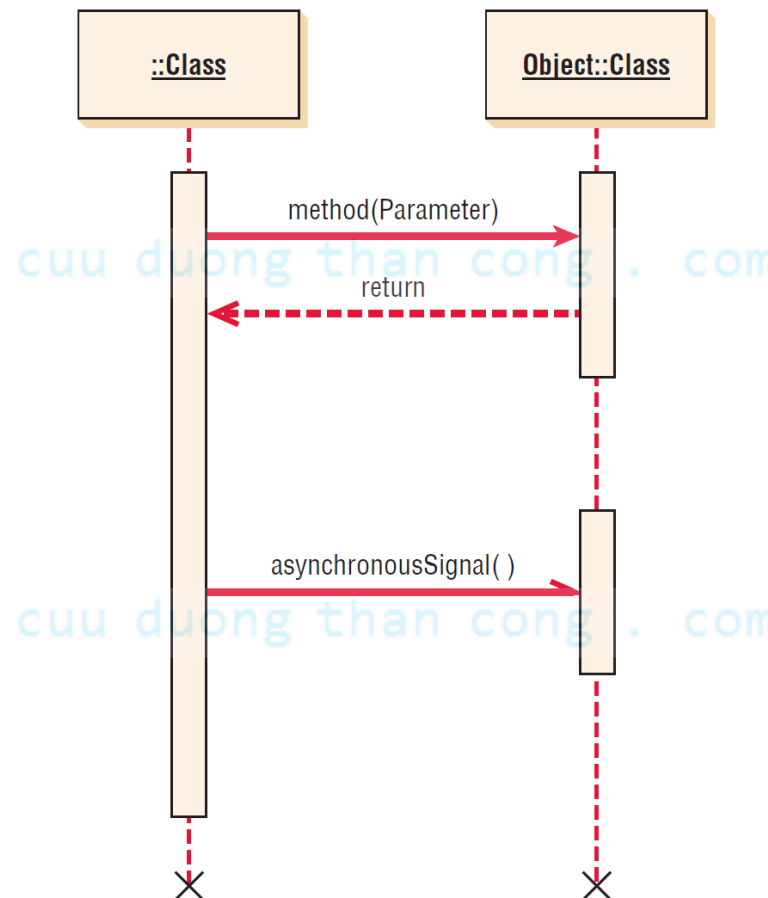 ::Class
Object::Class
method(Parameter)
cuu duong than cong . com
return
asynchronousSignal( )
cuu duong than cong . com